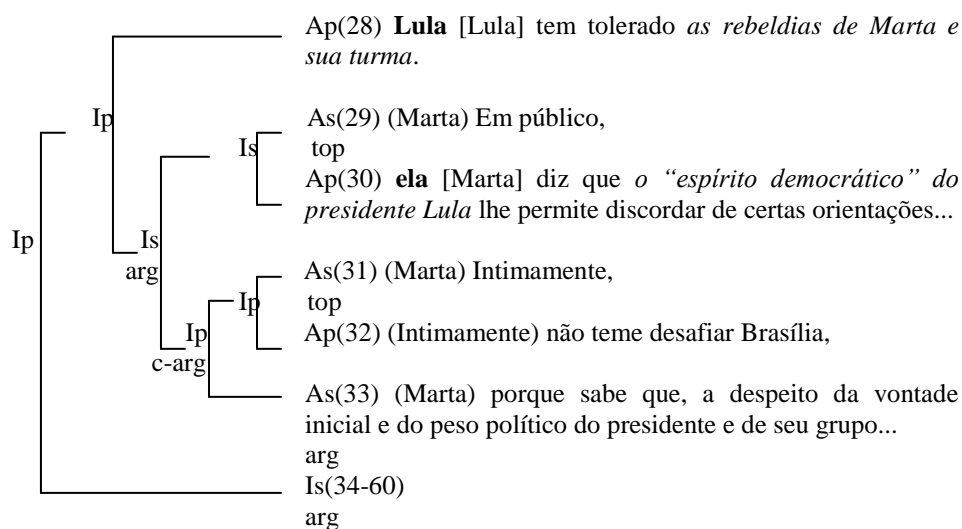 Ap(28) Lula [Lula] tem tolerado as rebeldias de Marta e
sua turma.
Ip
As(29) (Marta) Em público,
Is
top
Ap(30) ela [Marta] diz que o “espírito democrático” do
presidente Lula lhe permite discordar de certas orientações...
Ip
Is
arg
As(31) (Marta) Intimamente,
Ip
top
Ip
Ap(32) (Intimamente) não teme desafiar Brasília,
c-arg
As(33) (Marta) porque sabe que, a despeito da vontade
inicial e do peso político do presidente e de seu grupo...
arg
Is(34-60)
arg